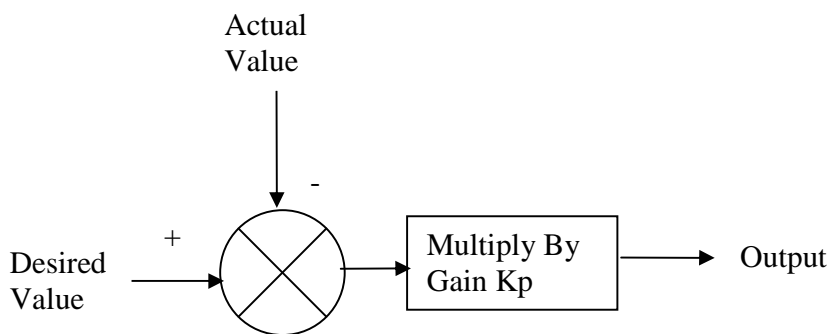 Actual
Value
-
+
Desired
Value
Multiply By
Gain Kp
Output